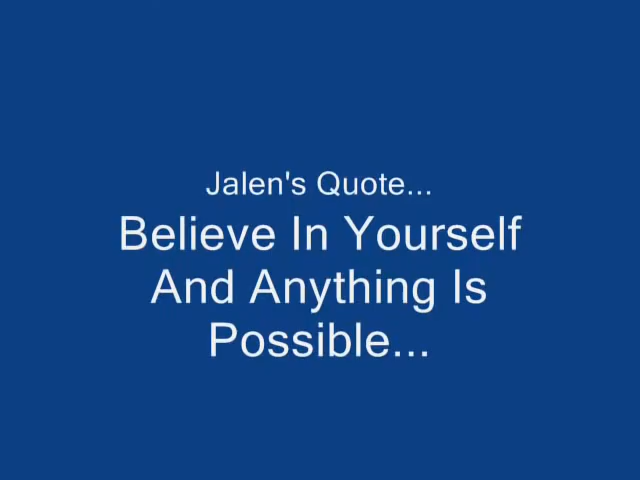 Jalen's Quote...
Believe In Yourself
And Anything Is
Possible...